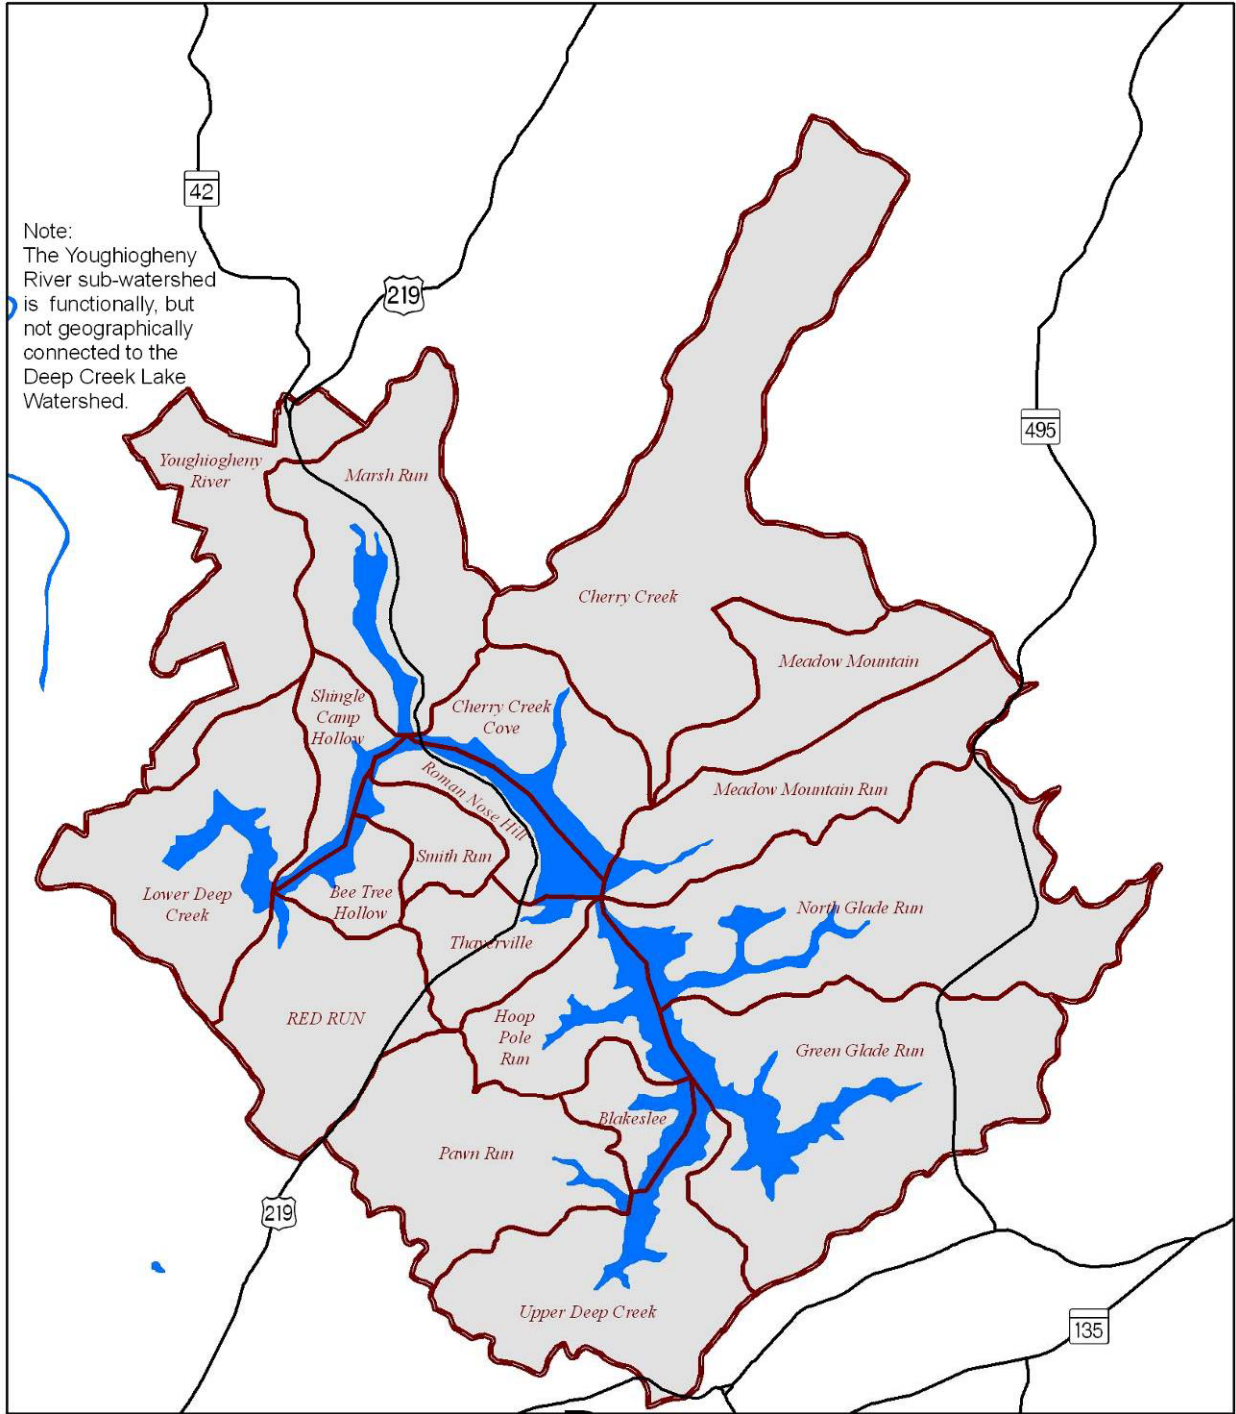 42
Note:
The Youghiogheny
River sub-watershed
is functionally, but
not geographically
connected to the
Deep Creek Lake
Watershed.
219
495
Youghiogheny
River
Marsh Run
Cherry Creek
Meadow Mountain
Shingle
Camp
Hollow
Cherry Creek
Cove
Roman Nose Hill
Meadow Mountain Run
Smith Run
Lower Deep
Creek
Bee Tree
Hollow
North Glade Run
Thayerville
RED RUN
Hoop
Pole
Run
Green Glade Run
Blakeslee
Pawn Run
219
Upper Deep Creek
135